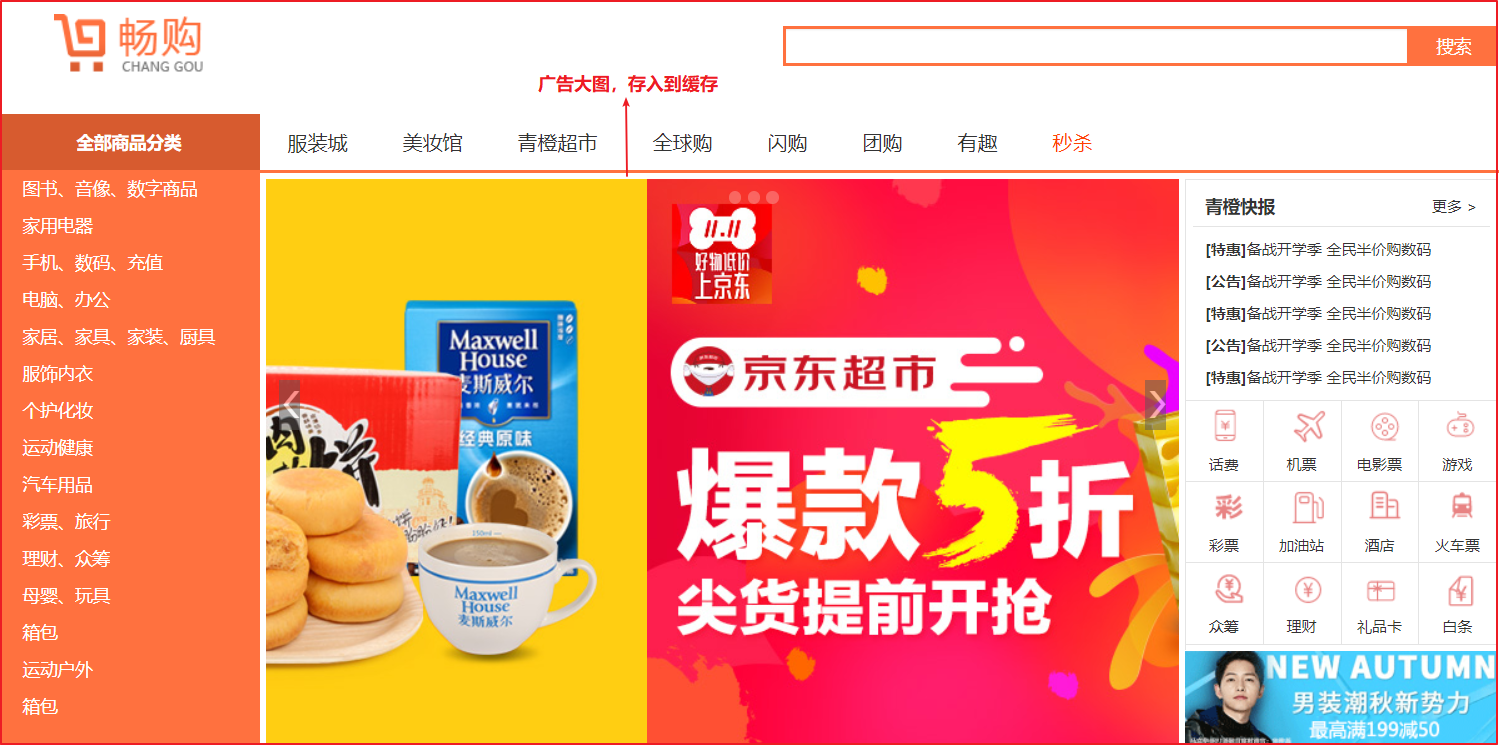 畅购
CHANG GOU
搜索
广告大图，存入到缓存
全部商品分类
服装城 美妆馆 青橙超市 全球购 闪购 团购 有趣 秒杀
图书、音像、数字商品
家用电器
手机、数码、充值
电脑、办公
家居、家具、家装、厨具
服饰内衣
个护化妆
运动健康
汽车用品
彩票、旅行
理财、众筹
母婴、玩具
箱包
运动户外
箱包
Maxwell
House
麦斯威尔
经典原味
150ml
Maxwell
House
麦斯威尔
11.11
好物低价
上京东
京东超市
爆款5折
尖货提前开抢
青橙快报 更多 >
[特惠]备战开学季 全民半价购数码
[公告]备战开学季 全民半价购数码
[特惠]备战开学季 全民半价购数码
[公告]备战开学季 全民半价购数码
[特惠]备战开学季 全民半价购数码
话费 机票 电影票 游戏
彩
彩票 加油站 酒店 火车票
众筹 理财 礼品卡 白条
NEW AUTUMN
男装潮秋新势力
最高满199减50